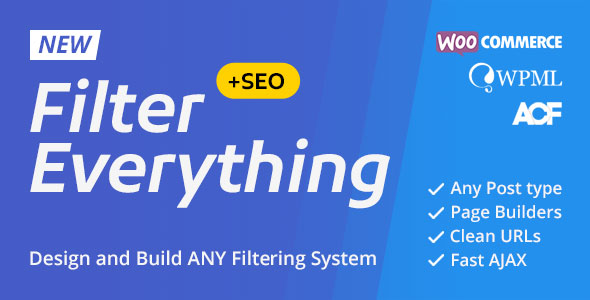 NEW
Filter
+SEO
Everything
Design and Build ANY Filtering System
WOO COMMERCE
WPML
ACF
Any Post type
Page Builders
Clean URLs
Fast AJAX